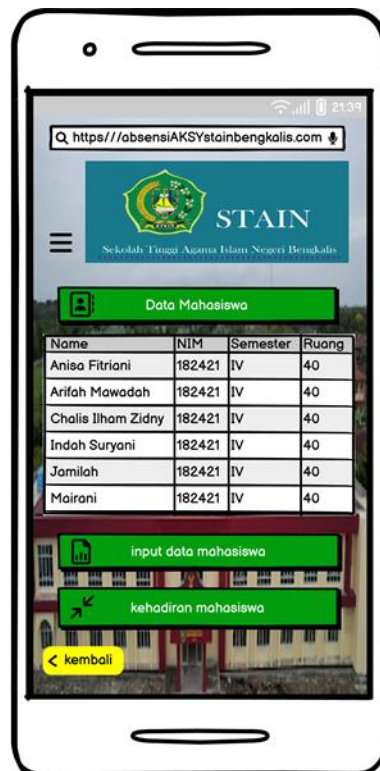 21:39
https///absensiAKSYstainbengkalis.com
STAIN
Sekolah Tinggi Agama Islam Negeri Bengkalis
Data Mahasiswa
Name NIM Semester Ruang
Anisa Fitriani 182421 IV 40
Arifah Mawadah 182421 IV 40
Chalis Ilham Zidny 182421 IV 40
Indah Suryani 182421 IV 40
Jamilah 182421 IV 40
Mairani 182421 IV 40
input data mahasiswa
kehadiran mahasiswa
< kembali